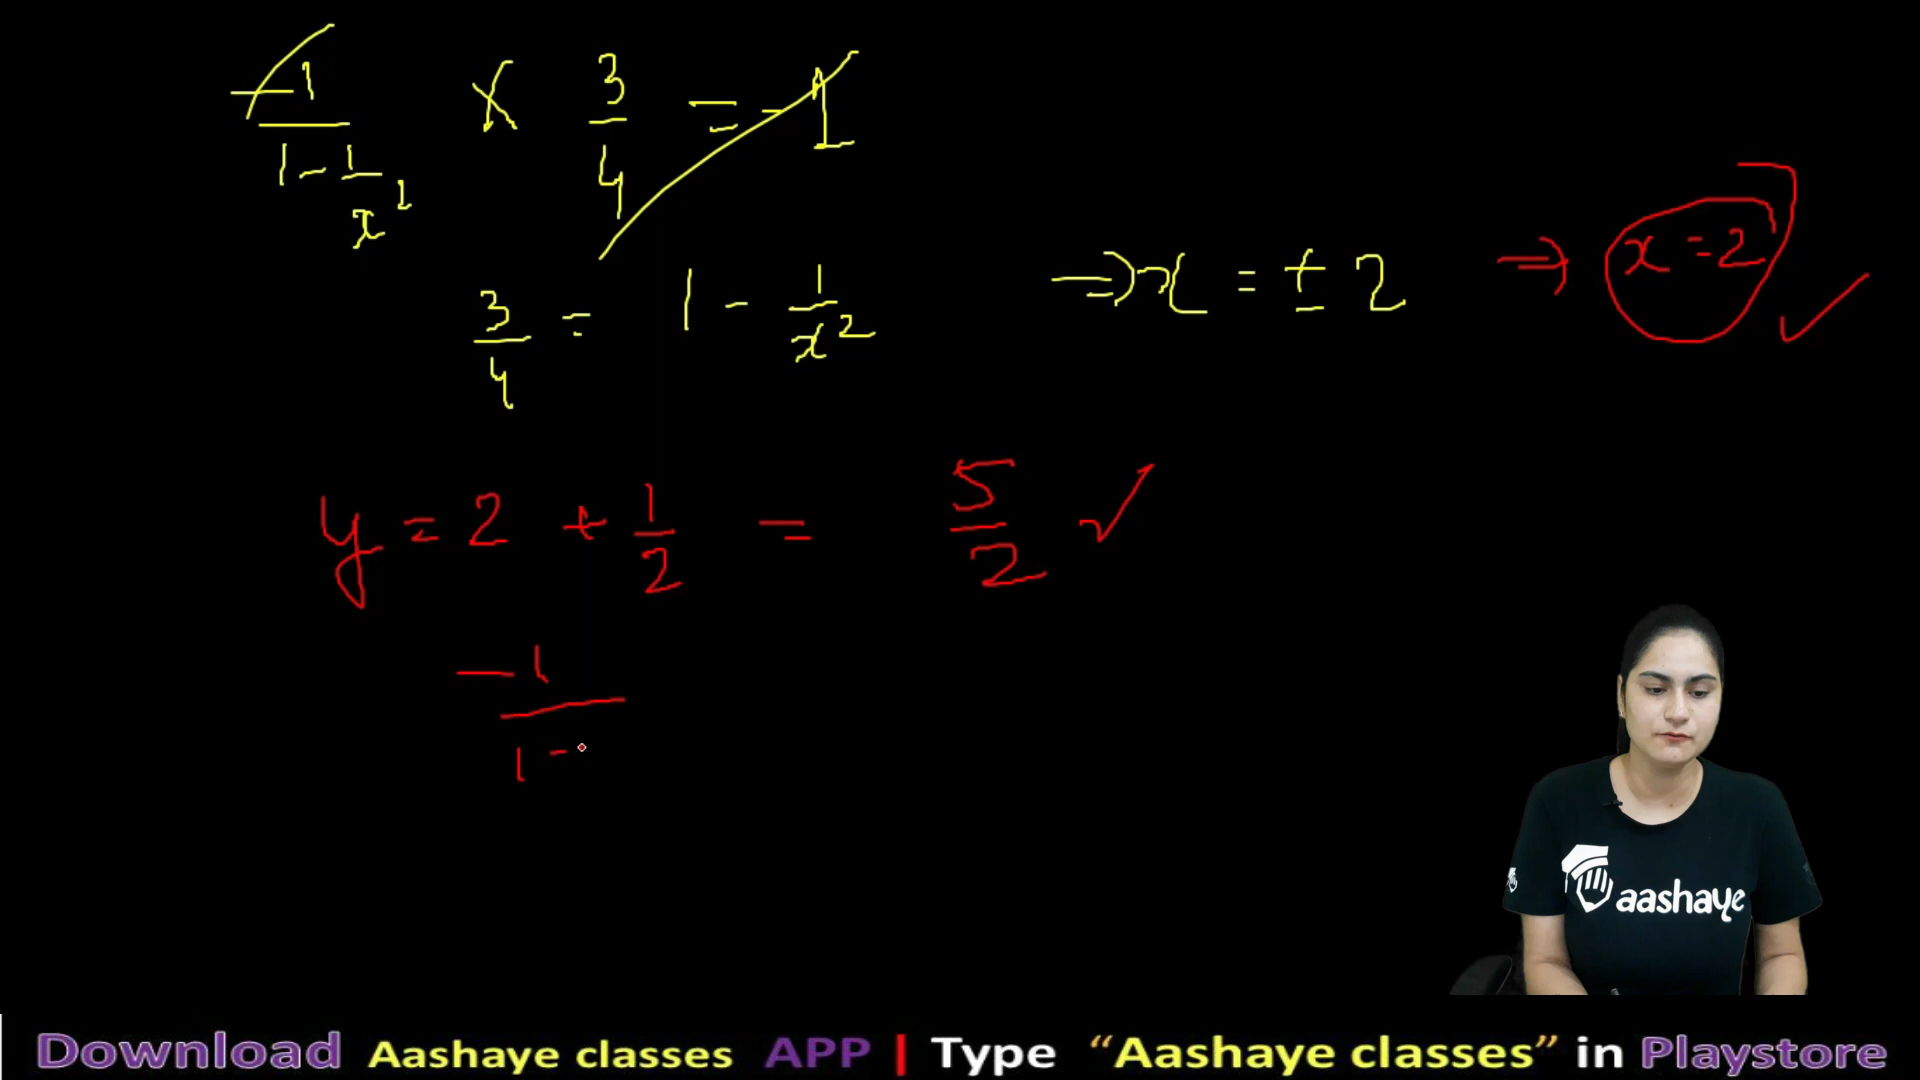 -1/(1-1/x²) × 3/4 = -1
3/4 = 1 - 1/x² ⇒ x = ± 2 ⇒ x = 2 ✓
y = 2 + 1/2 = 5/2 ✓
-1/(1-
aashaye
Download Aashaye classes APP | Type “Aashaye classes” in Playstore